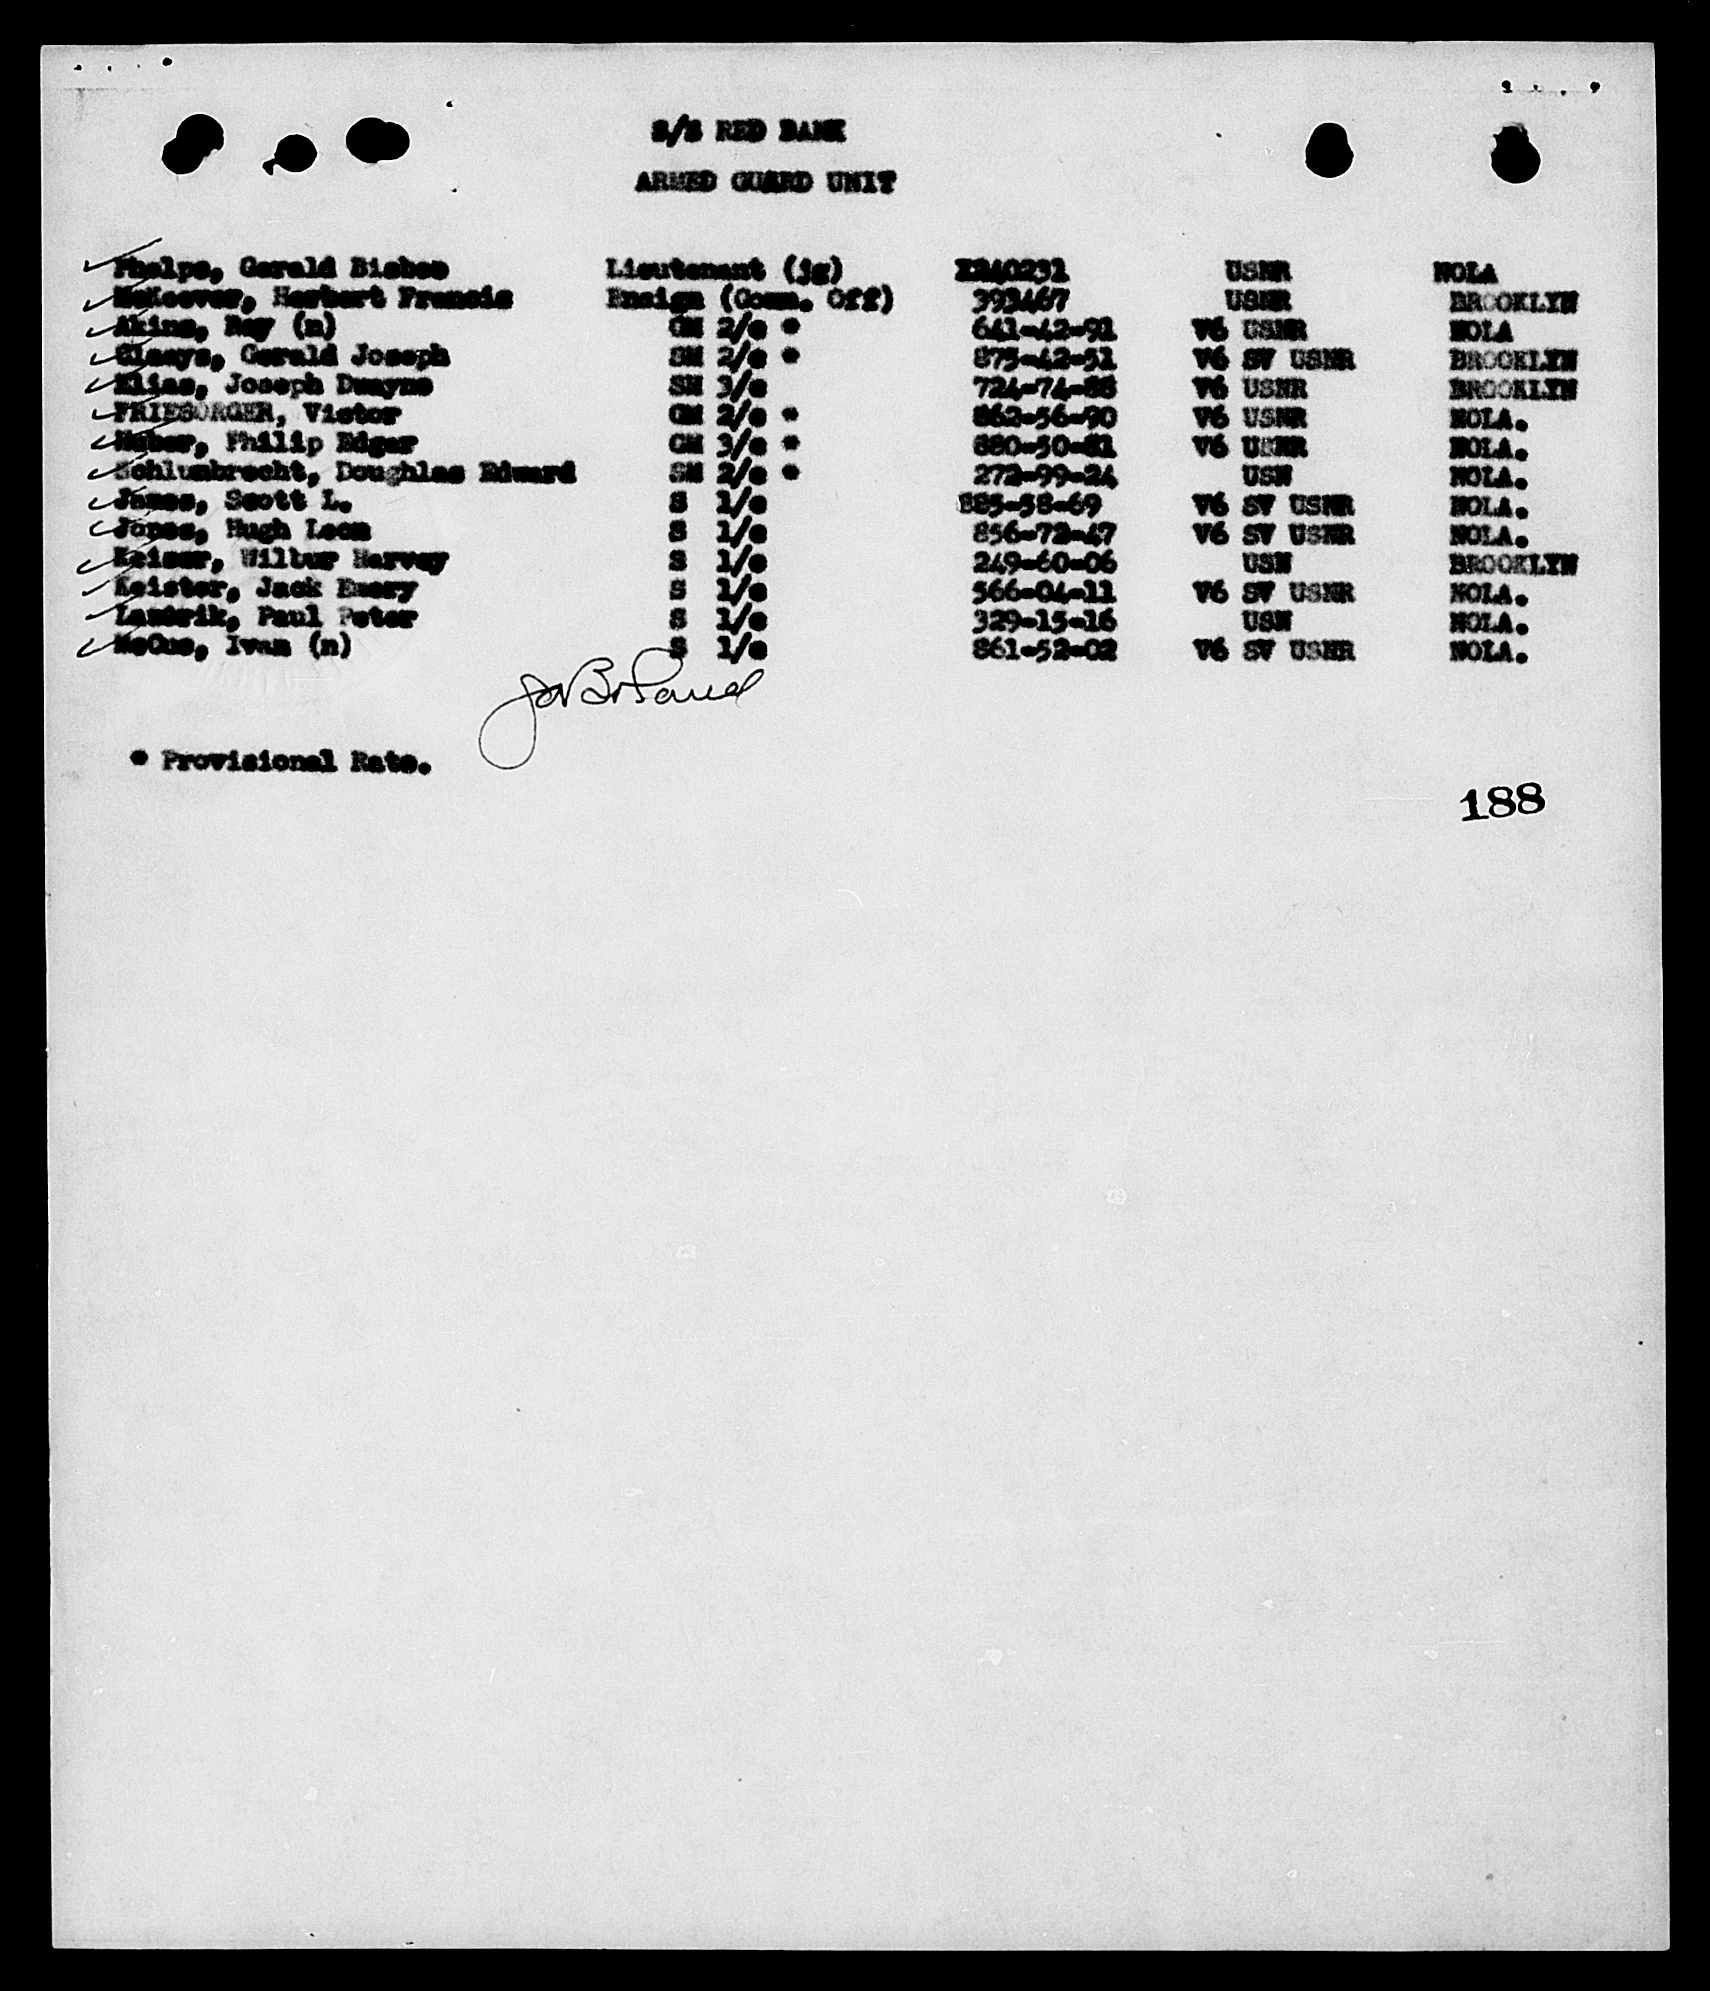 S/S RED BANK
ARMED GUARD UNIT
Phelps, Gerald Lieutenant (jg) 240231 USNR NOLA
McKeever, Herbert Francis Ensign (Comm. Off) 393467 USNR BROOKLYN
Akins, Roy (n) GM 2/c * 641-42-91 V6 USNR NOLA
Gerald Joseph SM 2/c * 875-42-51 V6 SV USNR BROOKLYN
Elias, Joseph Dwayne SM 3/c 724-74-88 V6 USNR BROOKLYN
FRIESORGER, Victor GM 2/c * 862-56-90 V6 USNR NOLA.
Philip Edgar GM 3/c * 880-50-81 V6 USNR NOLA.
Schlumbrecht, Doughlas Edward SM 2/c * 272-99-24 USN NOLA.
James, Scott L. S 1/c 885-58-69 V6 SV USNR NOLA.
Jones, Hugh Leon S 1/c 856-72-47 V6 SV USNR NOLA.
Keiser, Wilbur Harvey S 1/c 249-60-06 USN BROOKLYN
Keister, Jack Emery S 1/c 566-04-11 V6 SV USNR NOLA.
Paul Peter S 1/c 329-15-16 USN NOLA.
McCue, Ivan (n) S 1/c 861-52-02 V6 SV USNR NOLA.
* Provisional Rate.
188